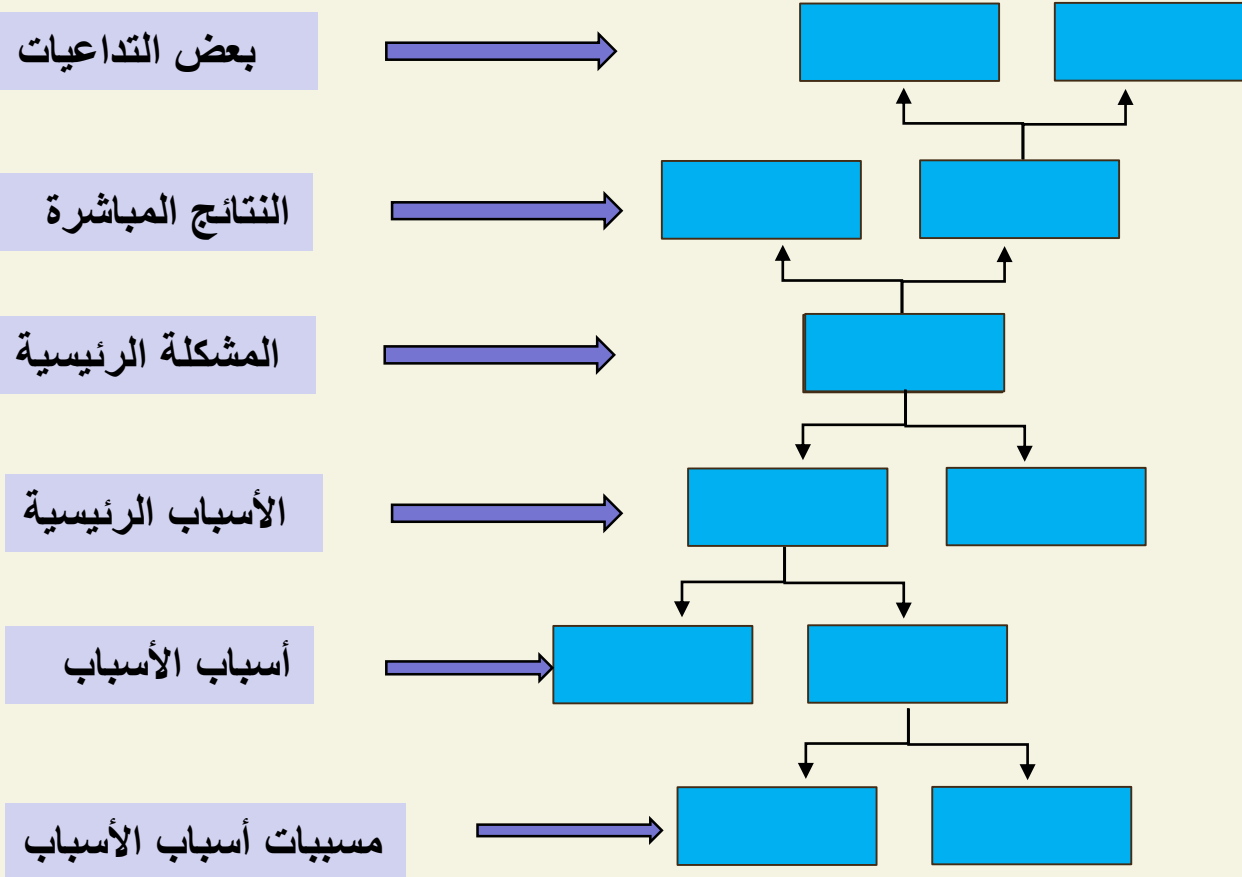 بعض التداعيات
النتائج المباشرة
المشكلة الرئيسية
الأسباب الرئيسية
أسباب الأسباب
مسببات أسباب الأسباب